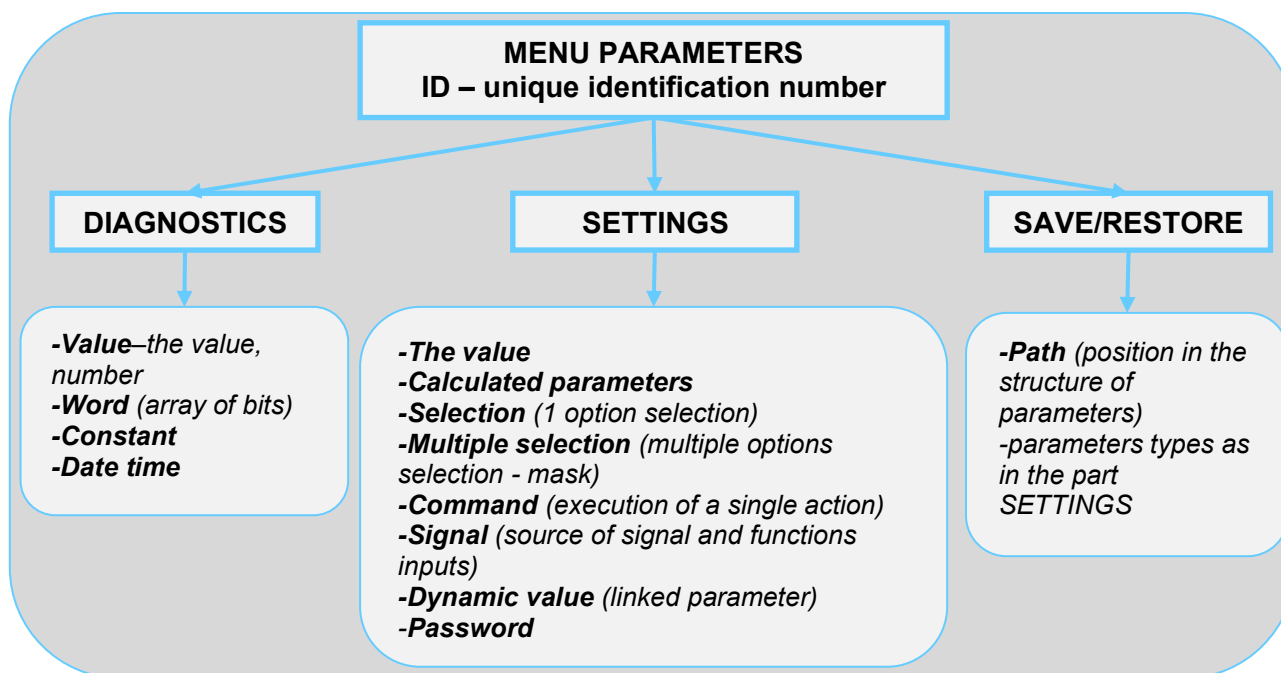 MENU PARAMETERS
ID – unique identification number
DIAGNOSTICS
SETTINGS
SAVE/RESTORE
-Value–the value,
number
-Word (array of bits)
-Constant
-Date time
-The value
-Calculated parameters
-Selection (1 option selection)
-Multiple selection (multiple options
selection - mask)
-Command (execution of a single action)
-Signal (source of signal and functions
inputs)
-Dynamic value (linked parameter)
-Password
-Path (position in the
structure of
parameters)
-parameters types as
in the part
SETTINGS